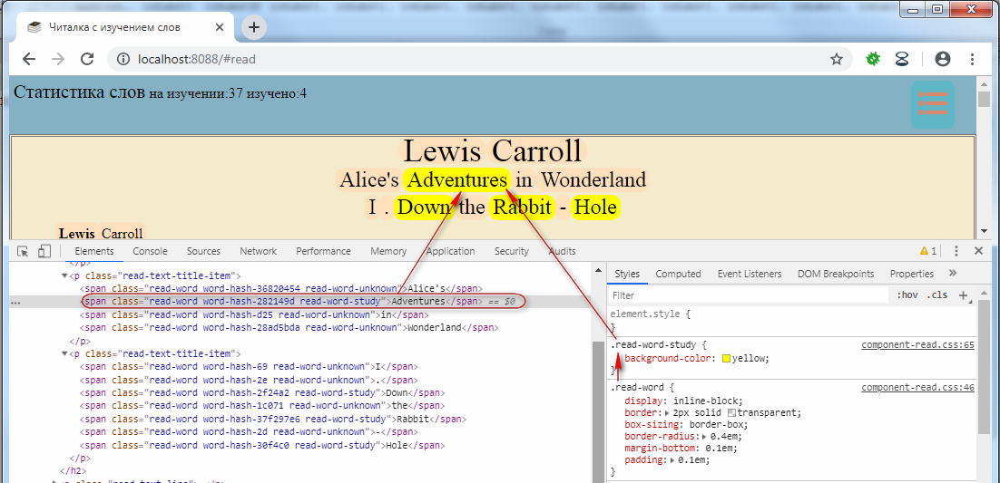 Читалка с изучением слов
localhost:8088/#read
Статистика слов на изучении:37 изучено:4
Lewis Carroll
Alice's Adventures in Wonderland
I . Down the Rabbit - Hole
Lewis Carroll
Elements Console Sources Network Performance Memory Application Security Audits 1
</p>
<p class="read-text-title-item">
<span class="read-word word-hash-36820454 read-word-unknown">Alice's</span>
... <span class="read-word word-hash-282149d read-word-study">Adventures</span> == $0
<span class="read-word word-hash-d25 read-word-unknown">in</span>
<span class="read-word word-hash-28ad5bda read-word-unknown">Wonderland</span>
</p>
<p class="read-text-title-item">
<span class="read-word word-hash-69 read-word-unknown">I</span>
<span class="read-word word-hash-2e read-word-unknown">.</span>
<span class="read-word word-hash-2f24a2 read-word-study">Down</span>
<span class="read-word word-hash-1c071 read-word-unknown">the</span>
<span class="read-word word-hash-37f297e6 read-word-study">Rabbit</span>
<span class="read-word word-hash-2d read-word-unknown">-</span>
<span class="read-word word-hash-30f4c0 read-word-study">Hole</span>
</p>
</h2>
Styles Computed Event Listeners DOM Breakpoints Properties »
Filter :hov .cls +
element.style {
}
.read-word-study { component-read.css:65
background-color: yellow;
}
.read-word { component-read.css:46
display: inline-block;
border: 2px solid transparent;
box-sizing: border-box;
border-radius: 0.4em;
margin-bottom: 0.1em;
padding: 0.1em;
}